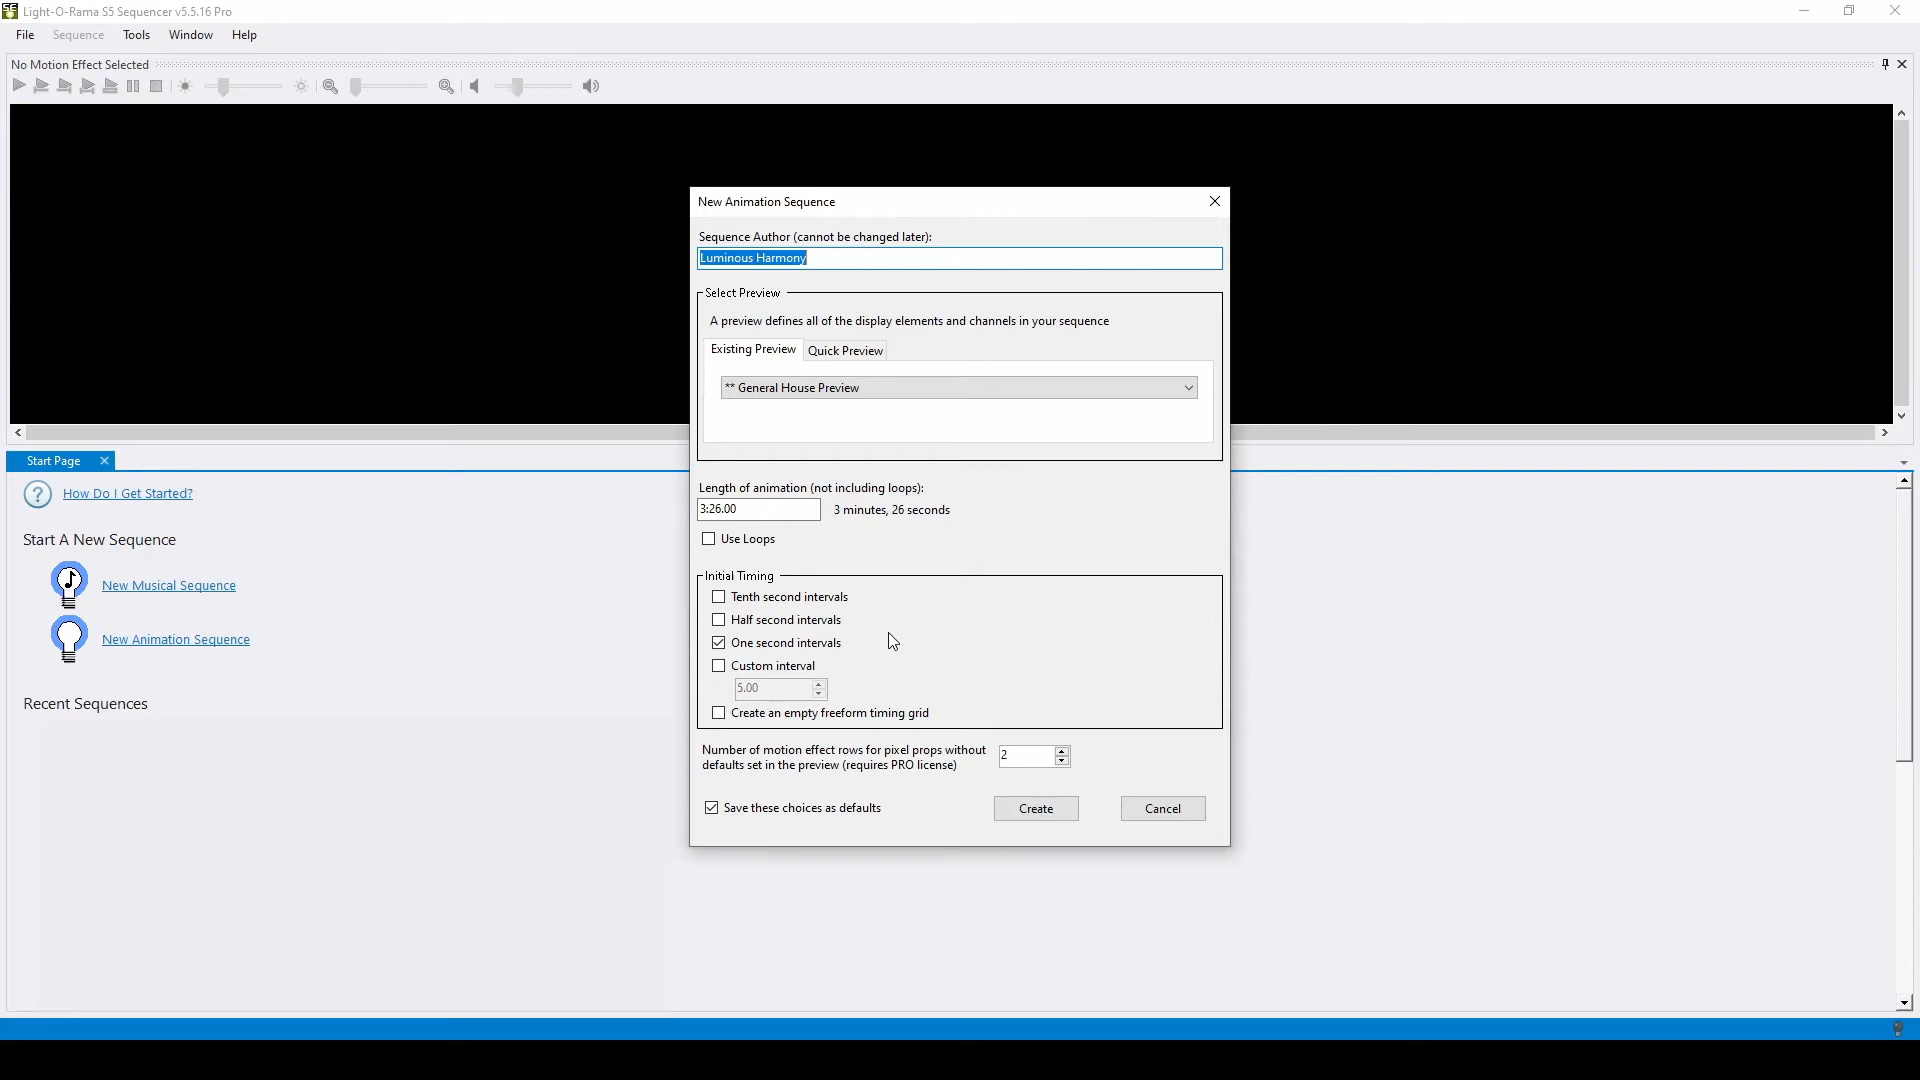 Light-O-Rama S5 Sequencer v5.5.16 Pro
File Sequence Tools Window Help
No Motion Effect Selected
New Animation Sequence
Sequence Author (cannot be changed later):
Luminous Harmony
Select Preview
A preview defines all of the display elements and channels in your sequence
Existing Preview Quick Preview
** General House Preview
Start Page
How Do I Get Started?
Length of animation (not including loops):
3:26.00 3 minutes, 26 seconds
Use Loops
Start A New Sequence
New Musical Sequence
New Animation Sequence
Recent Sequences
Initial Timing
Tenth second intervals
Half second intervals
One second intervals
Custom interval
5.00
Create an empty freeform timing grid
Number of motion effect rows for pixel props without
defaults set in the preview (requires PRO license)
2
Save these choices as defaults
Create Cancel